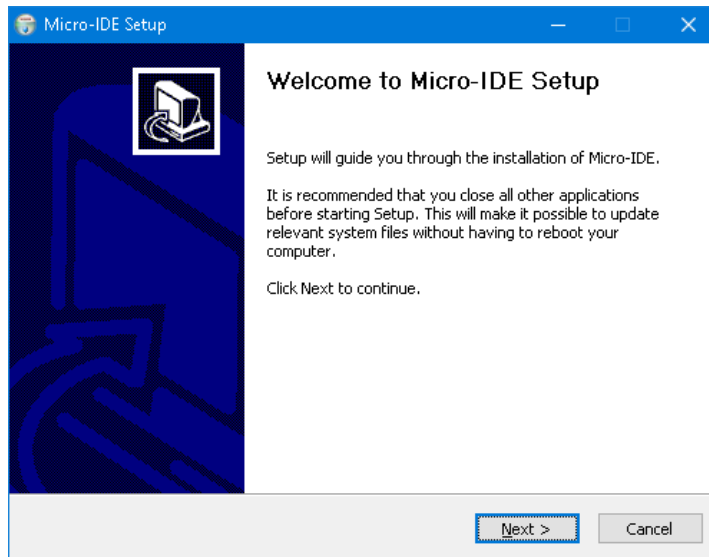 Micro-IDE Setup
Welcome to Micro-IDE Setup
Setup will guide you through the installation of Micro-IDE.
It is recommended that you close all other applications
before starting Setup. This will make it possible to update
relevant system files without having to reboot your
computer.
Click Next to continue.
Next >
Cancel